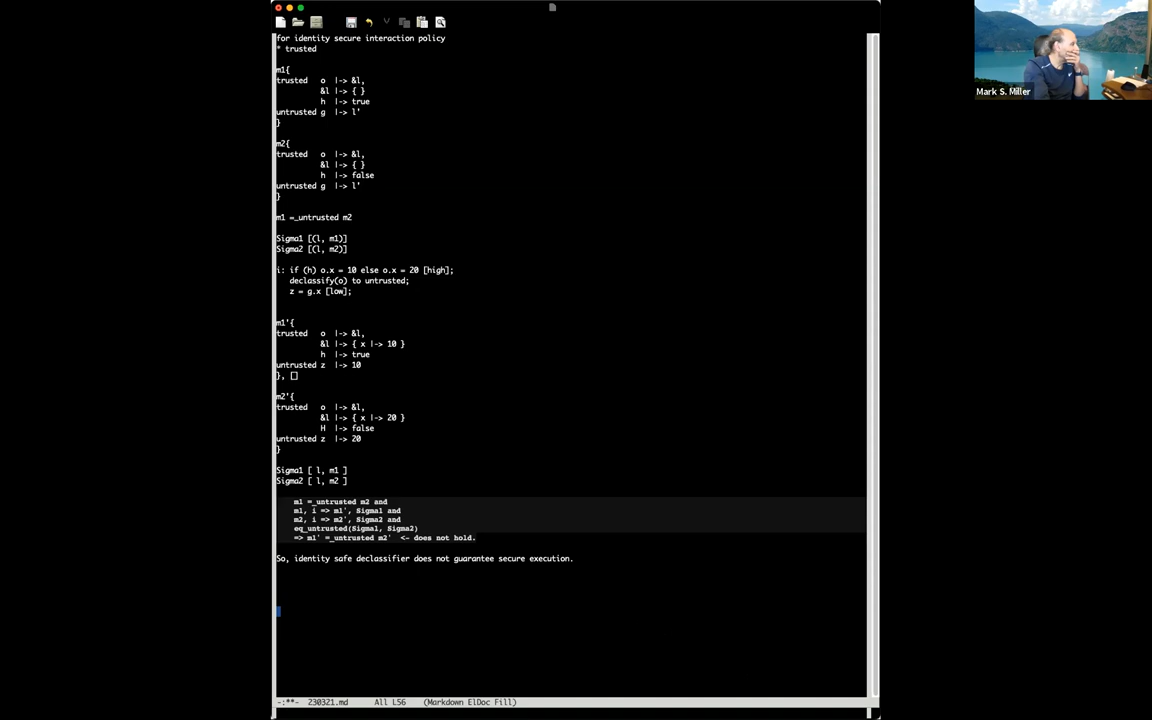 for identity secure interaction policy
* trusted
m1{
trusted o |-> &l,
&l |-> { }
h |-> true
untrusted g |-> l'
}
m2{
trusted o |-> &l,
&l |-> { }
h |-> false
untrusted g |-> l'
}
m1 =_untrusted m2
Sigma1 [(l, m1)]
Sigma2 [(l, m2)]
i: if (h) o.x = 10 else o.x = 20 [high];
declassify(o) to untrusted;
z = g.x [low];
m1'{
trusted o |-> &l,
&l |-> { x |-> 10 }
h |-> true
untrusted z |-> 10
}, []
m2'{
trusted o |-> &l,
&l |-> { x |-> 20 }
H |-> false
untrusted z |-> 20
}
Sigma1 [ l, m1 ]
Sigma2 [ l, m2 ]
m1 =_untrusted m2 and
m1, i => m1', Sigma1 and
m2, i => m2', Sigma2 and
eq_untrusted(Sigma1, Sigma2)
=> m1' =_untrusted m2' <- does not hold.
So, identity safe declassifier does not guarantee secure execution.
-:**- 230321.md All L56 (Markdown ElDoc Fill)
Mark S. Miller